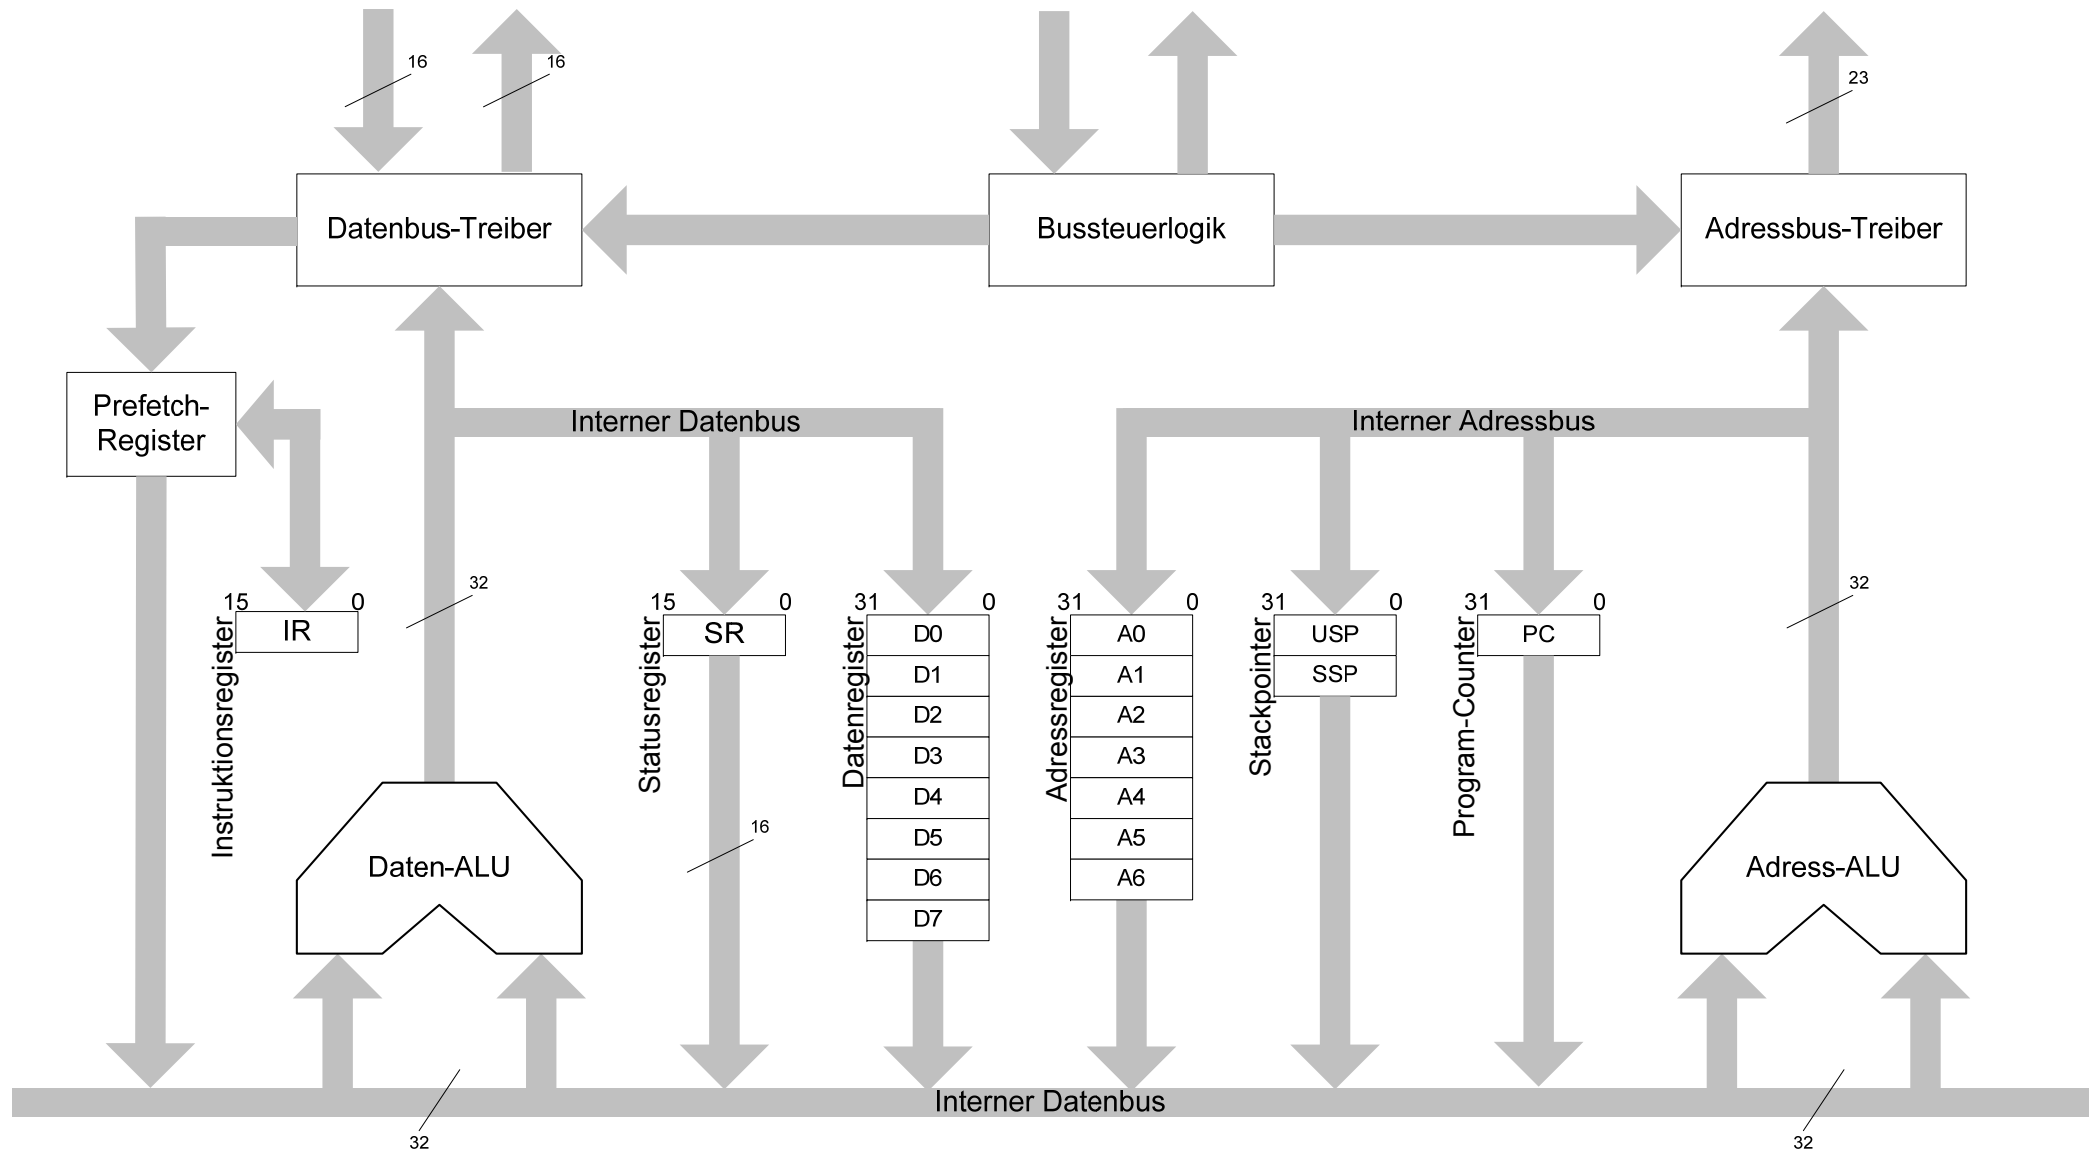 16
16
23
Datenbus-Treiber
Bussteuerlogik
Adressbus-Treiber
Prefetch-
Register
Interner Datenbus
Interner Adressbus
32
32
15 0
15 0
31 0
31 0
31 0
31 0
Instruktionsregister
IR
Statusregister
SR
Datenregister
D0
D1
D2
D3
D4
D5
D6
D7
Adressregister
A0
A1
A2
A3
A4
A5
A6
Stackpointer
USP
SSP
Program-Counter
PC
16
Daten-ALU
Adress-ALU
Interner Datenbus
32
32